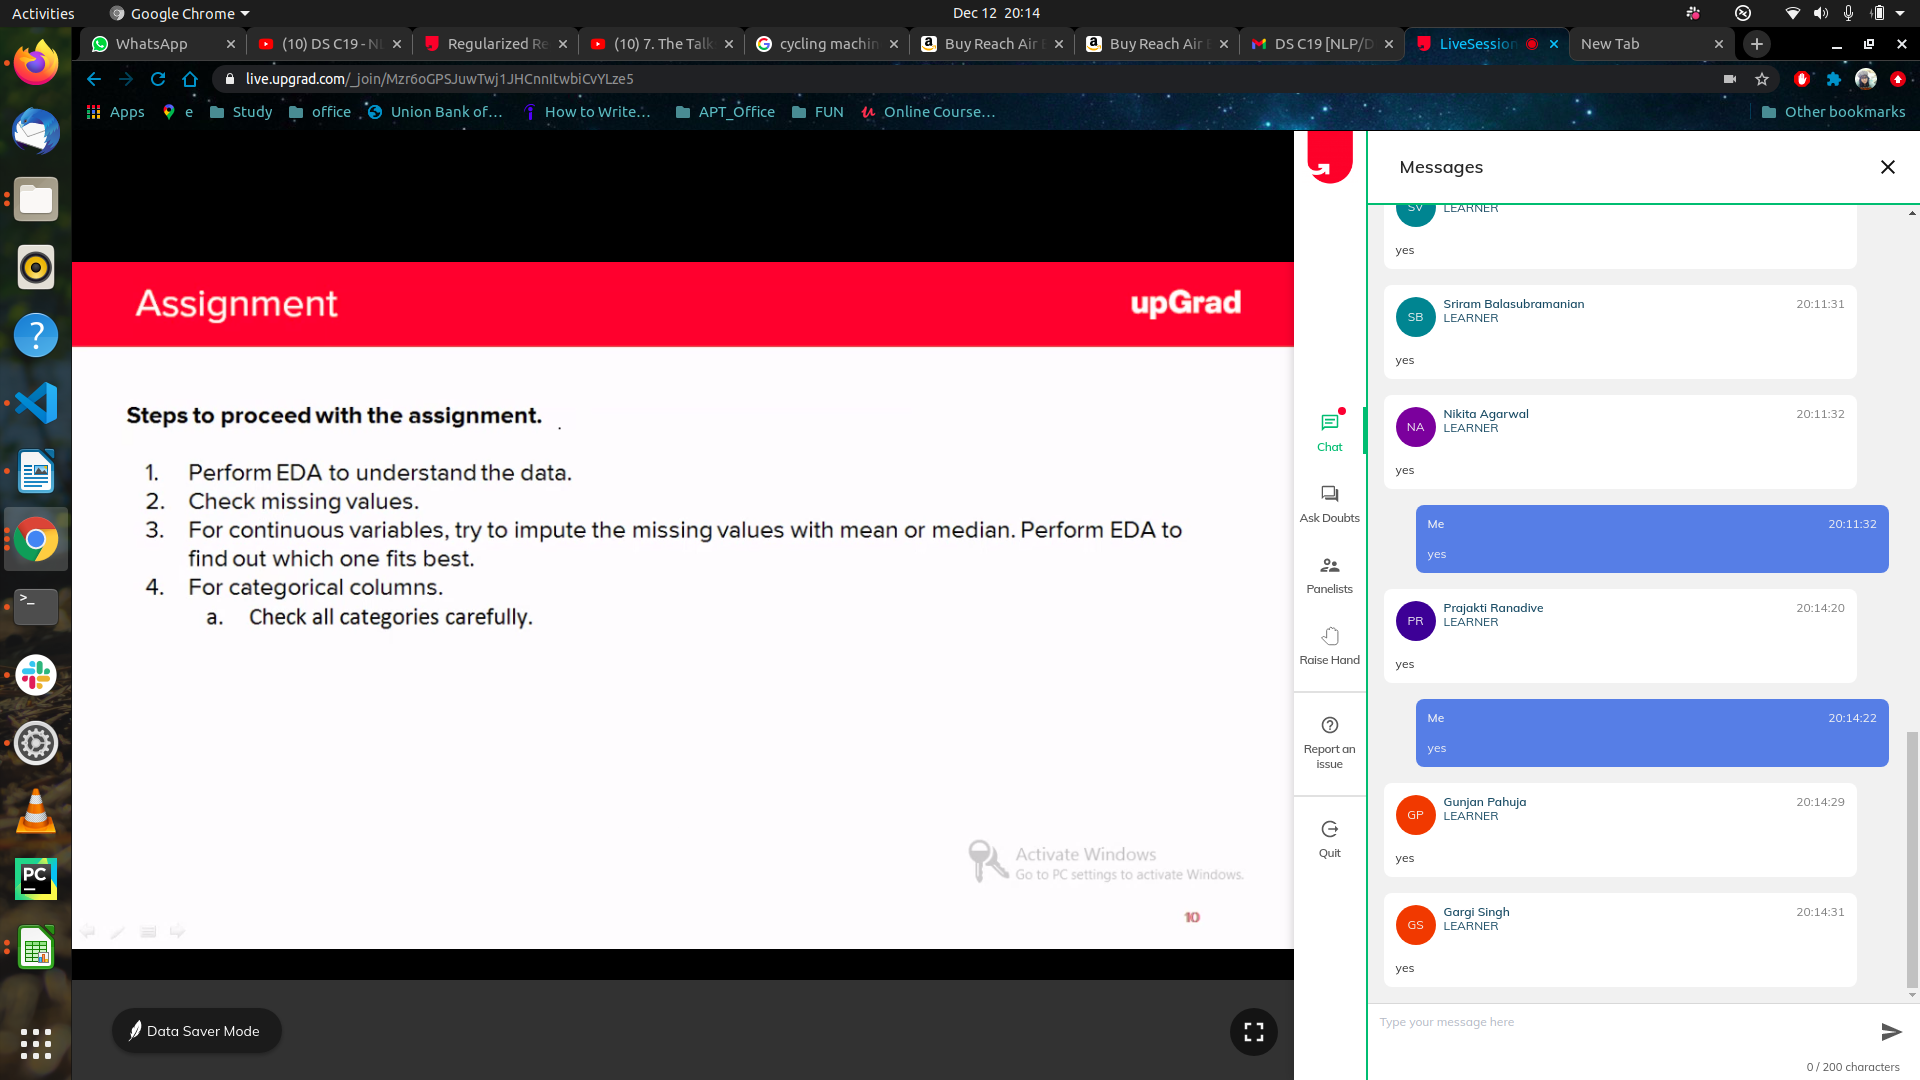 Activities
Google Chrome
Dec 12 20:14
WhatsApp
(10) DS C19 - NL
Regularized Re
(10) 7. The Talk
cycling machin
Buy Reach Air
Buy Reach Air
DS C19 [NLP/D
LiveSession
New Tab
live.upgrad.com/_join/Mzr6oGPSJuwTwj1JHCnnItwbiCvYLze5
Apps
e
Study
office
Union Bank of...
How to Write...
APT_Office
FUN
Online Course...
Other bookmarks
Assignment
upGrad
Steps to proceed with the assignment.
1. Perform EDA to understand the data.
2. Check missing values.
3. For continuous variables, try to impute the missing values with mean or median. Perform EDA to
find out which one fits best.
4. For categorical columns.
a. Check all categories carefully.
Activate Windows
Go to PC settings to activate Windows.
10
Data Saver Mode
Chat
Ask Doubts
Panelists
Raise Hand
Report an
issue
Quit
Messages
SV
LEARNER
yes
SB
Sriram Balasubramanian
20:11:31
LEARNER
yes
NA
Nikita Agarwal
20:11:32
LEARNER
yes
Me
20:11:32
yes
PR
Prajakti Ranadive
20:14:20
LEARNER
yes
Me
20:14:22
yes
GP
Gunjan Pahuja
20:14:29
LEARNER
yes
GS
Gargi Singh
20:14:31
LEARNER
yes
Type your message here
0 / 200 characters
PC